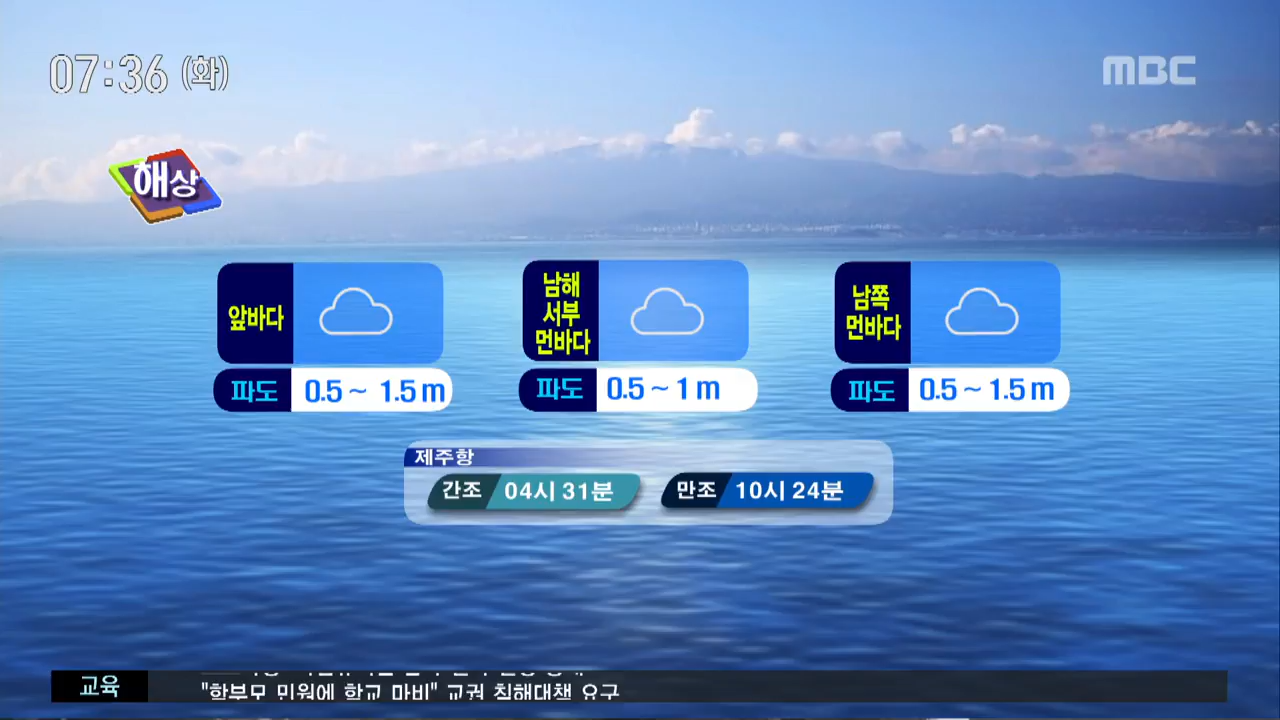 07:36 (화)
MBC
해상
앞바다
파도 0.5 ~ 1.5 m
남해
서부
먼바다
파도 0.5 ~ 1 m
남쪽
먼바다
파도 0.5 ~ 1.5 m
제주항
간조 04시 31분
만조 10시 24분
교육
"학부모 민원에 학교 마비" 교권 침해대책 요구